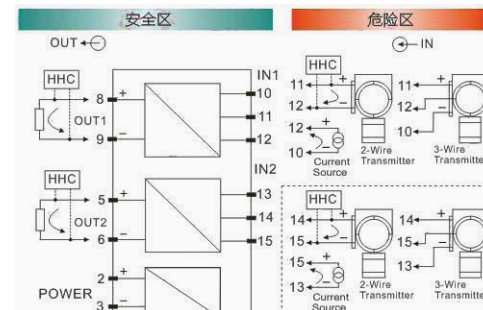 安全区
危险区
OUT
IN
HHC
8
+
OUT1
9
−
IN1
10
11
12
HHC
5
+
OUT2
6
−
IN2
13
14
15
2
+
POWER
3
−
HHC
11
+
12
−
12
+
−
10
Current
Source
2-Wire
Transmitter
11
+
12
−
10
3-Wire
Transmitte
HHC
14
+
15
−
15
+
−
13
Current
Source
2-Wire
Transmitter
14
+
15
−
13
3-Wire
Transmitte